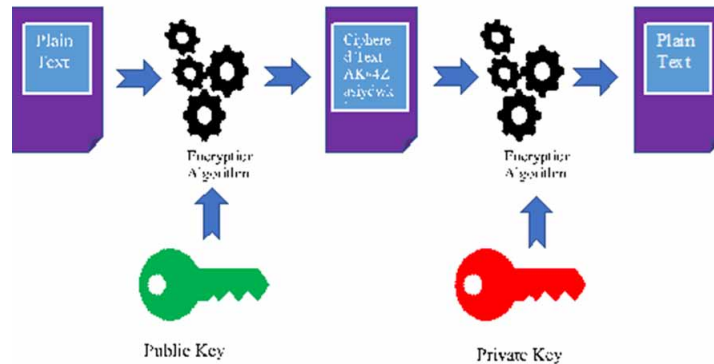 Plain
Text
Ciphere
d Text
Plain
Text
Encryption
Algorithm
Encryption
Algorithm
Public Key
Private Key